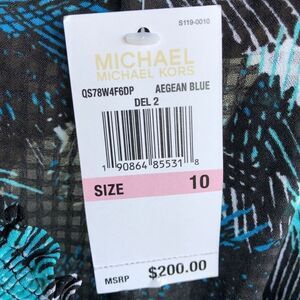 S119-0010
MICHAEL
MICHAEL KORS
QS78W4F6DP AEGEAN BLUE
DEL 2
1 90864 85531 8
SIZE 10
MSRP $200.00